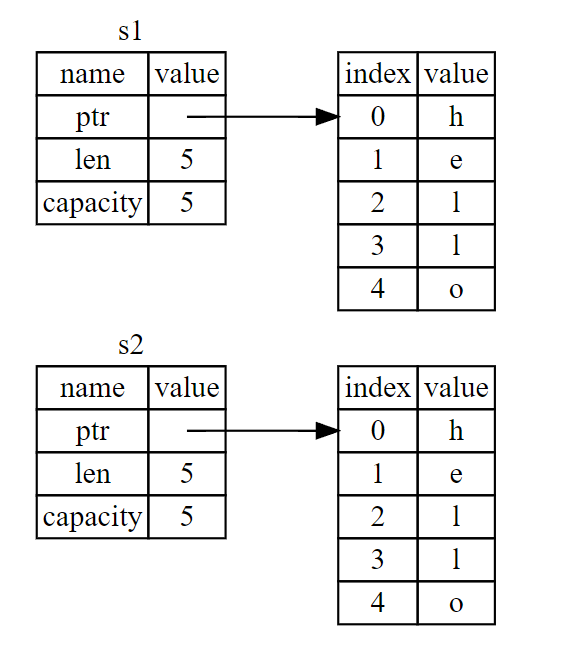 s1
name value
ptr
len 5
capacity 5
index value
0 h
1 e
2 l
3 l
4 o
s2
name value
ptr
len 5
capacity 5
index value
0 h
1 e
2 l
3 l
4 o